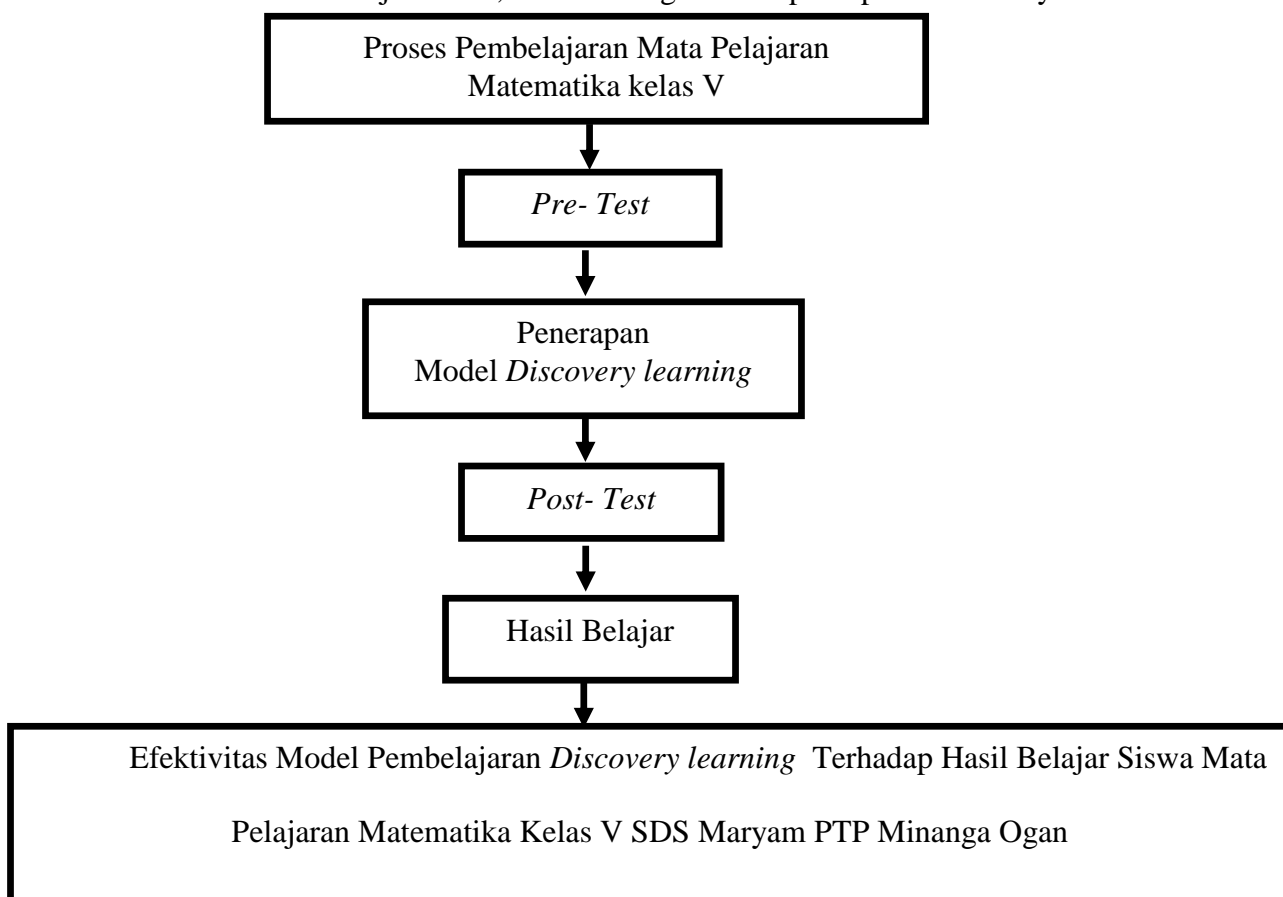 Proses Pembelajaran Mata Pelajaran
Matematika kelas V
Pre- Test
Penerapan
Model Discovery learning
Post- Test
Hasil Belajar
Efektivitas Model Pembelajaran Discovery learning Terhadap Hasil Belajar Siswa Mata
Pelajaran Matematika Kelas V SDS Maryam PTP Minanga Ogan